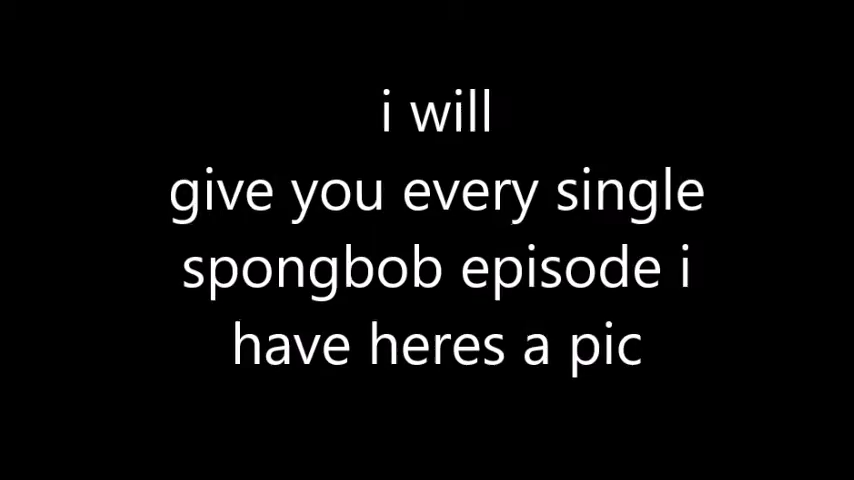 i will
give you every single
spongbob episode i
have heres a pic